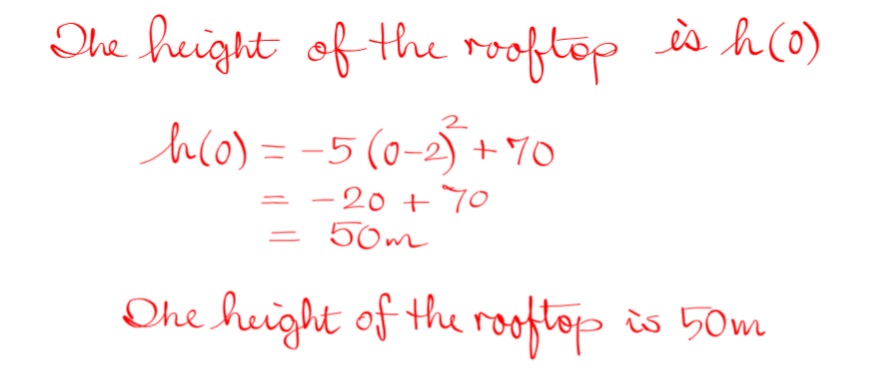 The height of the rooftop is h(0)
h(0) = -5(0-2)² + 70
= -20 + 70
= 50m
The height of the rooftop is 50m